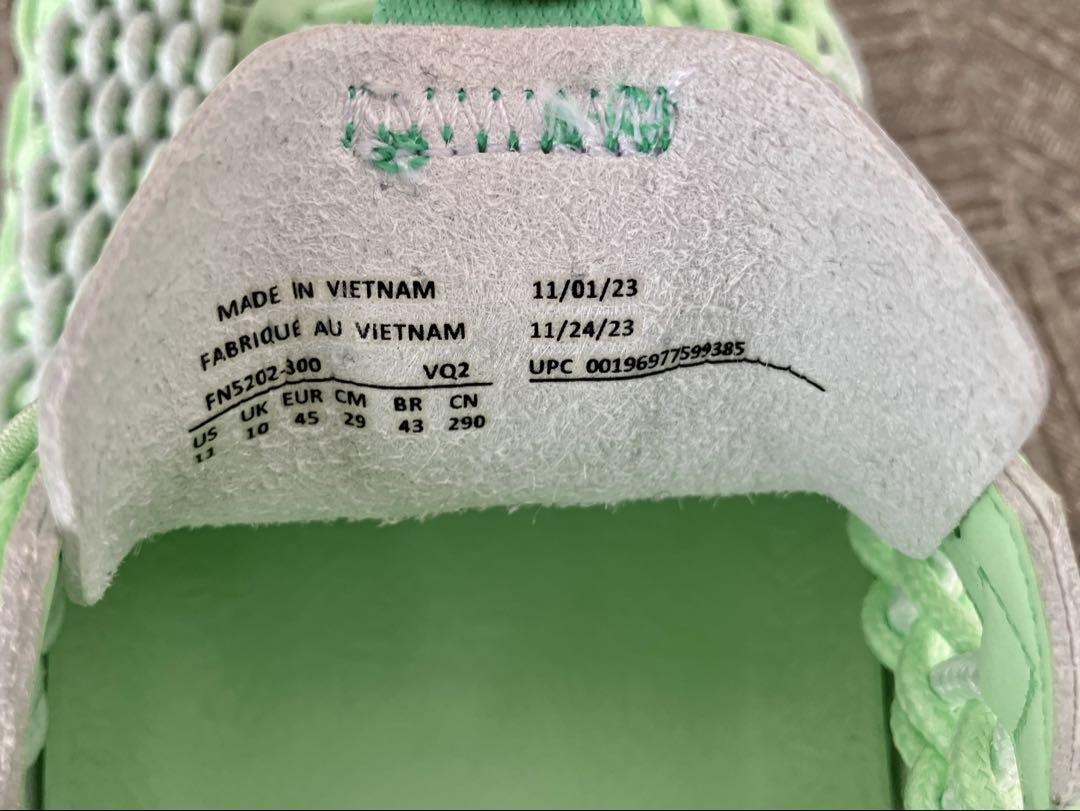 MADE IN VIETNAM 11/01/23
FABRIQUÉ AU VIETNAM 11/24/23
FN5202-300 VQ2 UPC 00196977599385
US UK EUR CM BR CN
11 10 45 29 43 290